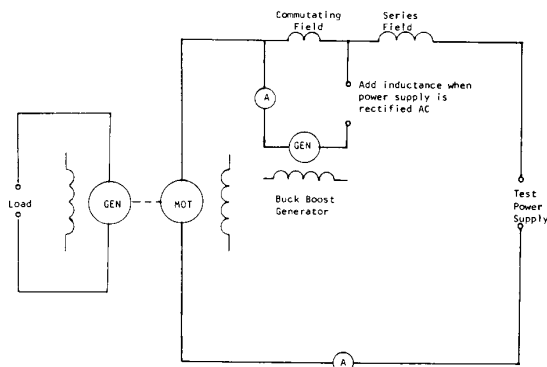 Commutating
Field
Series
Field
A
Add inductance when
power supply is
rectified AC
GEN
Buck Boost
Generator
Load
GEN
MOT
Test
Power
Supply
A